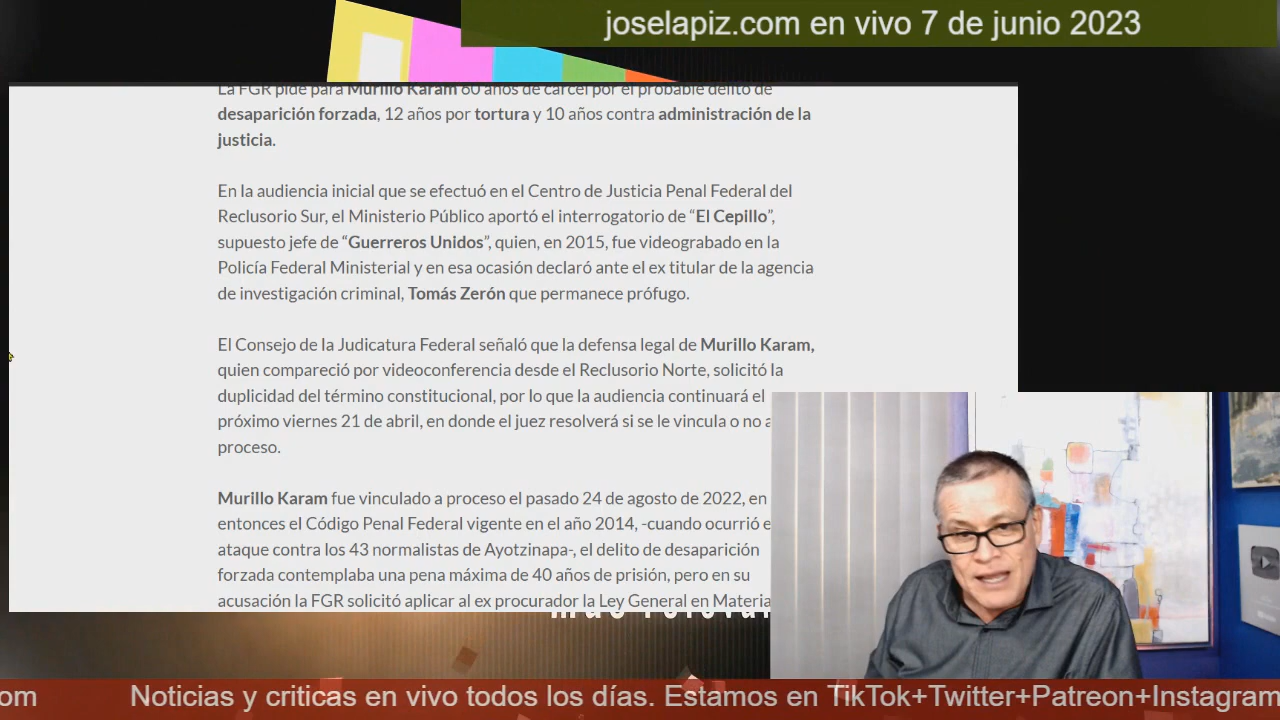 joselapiz.com en vivo 7 de junio 2023
La FGR pide para Murillo Karam 60 años de cárcel por el probable delito de
desaparición forzada, 12 años por tortura y 10 años contra administración de la
justicia.
En la audiencia inicial que se efectuó en el Centro de Justicia Penal Federal del
Reclusorio Sur, el Ministerio Público aportó el interrogatorio de “El Cepillo”,
supuesto jefe de “Guerreros Unidos”, quien, en 2015, fue videograbado en la
Policía Federal Ministerial y en esa ocasión declaró ante el ex titular de la agencia
de investigación criminal, Tomás Zerón que permanece prófugo.
El Consejo de la Judicatura Federal señaló que la defensa legal de Murillo Karam,
quien compareció por videoconferencia desde el Reclusorio Norte, solicitó la
duplicidad del término constitucional, por lo que la audiencia continuará el
próximo viernes 21 de abril, en donde el juez resolverá si se le vincula o no a
proceso.
Murillo Karam fue vinculado a proceso el pasado 24 de agosto de 2022, en
entonces el Código Penal Federal vigente en el año 2014, -cuando ocurrió e
ataque contra los 43 normalistas de Ayotzinapa-, el delito de desaparición
forzada contemplaba una pena máxima de 40 años de prisión, pero en su
acusación la FGR solicitó aplicar al ex procurador la Ley General en Materia
om Noticias y criticas en vivo todos los días. Estamos en TikTok+Twitter+Patreon+Instagram